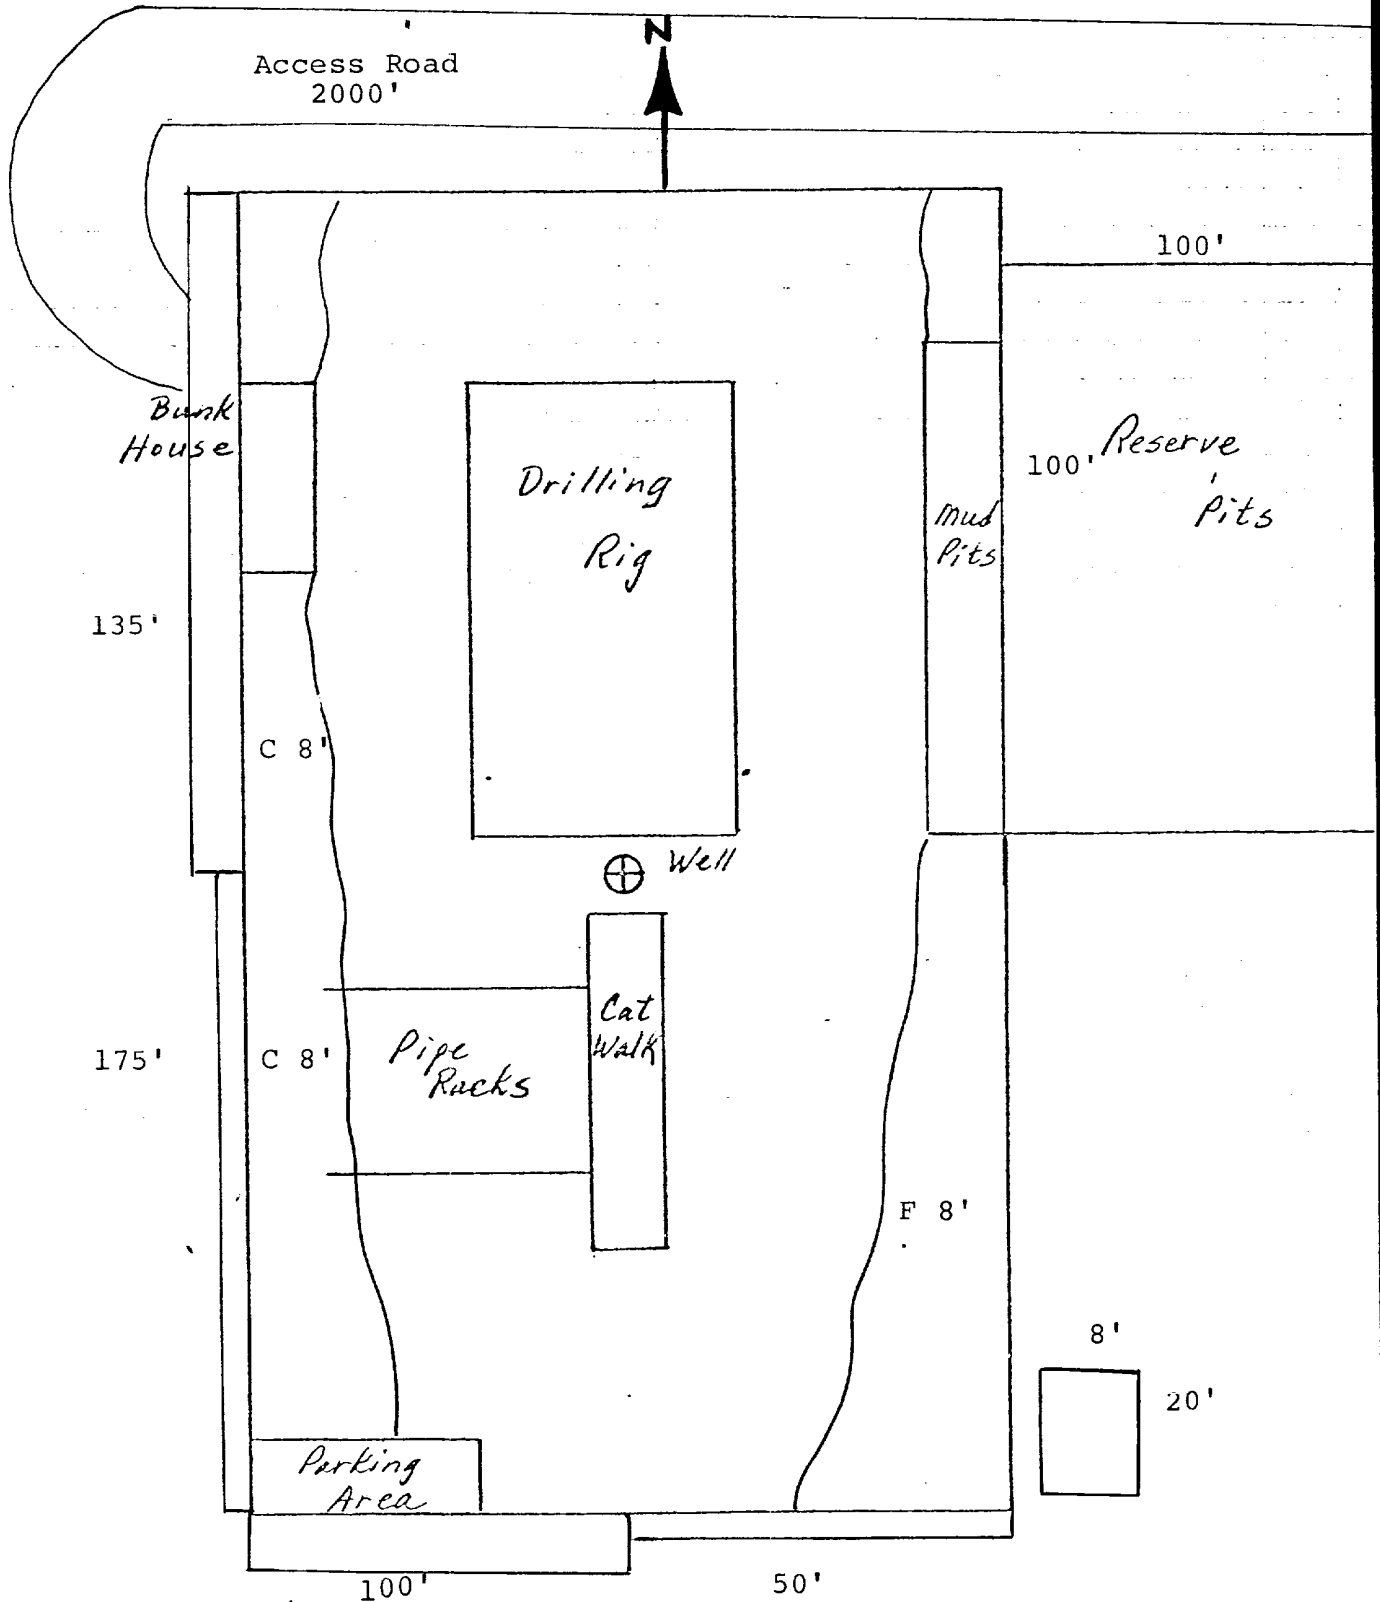 N
Access Road
2000'
100'
Bunk
House
Drilling
Rig
Mud
Pits
100'
Reserve
Pits
135'
C 8'
Well
Cat
Walk
175'
C 8'
Pipe
Racks
F 8'
8'
20'
Parking
Area
100'
50'